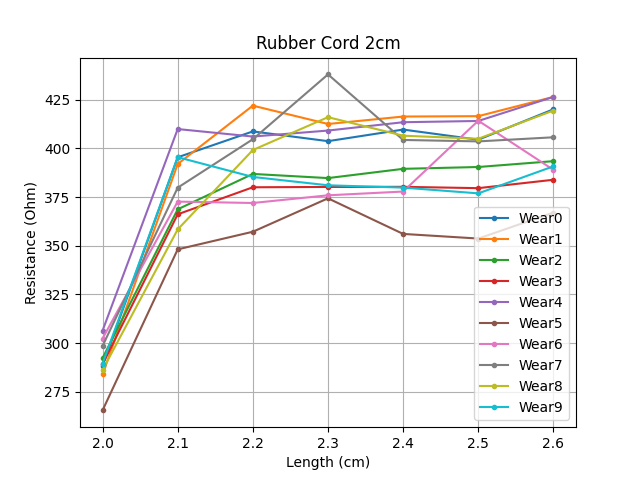 Rubber Cord 2cm
Resistance (Ohm)
425
400
375
350
325
300
275
2.0 2.1 2.2 2.3 2.4 2.5 2.6
Length (cm)
Wear0
Wear1
Wear2
Wear3
Wear4
Wear5
Wear6
Wear7
Wear8
Wear9